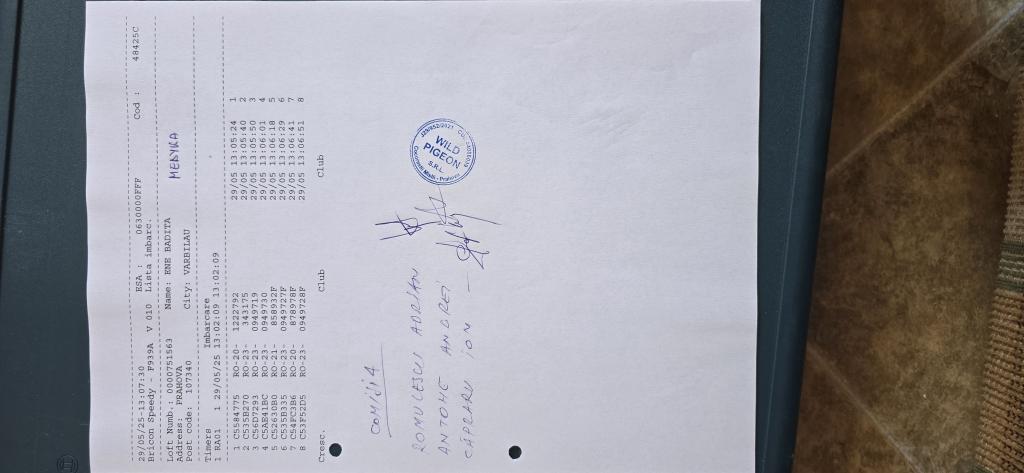 29/05/25-13:07:30 ESA : 0630000FFF Cod : 48425C
Bricon Speedy - F939A V 010 Lista imbarc.
Loft Numb.: 0000751563 Name: ENE BADITA MEDYKA
Address: PRAHOVA
Post code: 107340 City: VARBILAU
Timers Imbarcare
1 RA01 1 29/05/25 13:02:09 13:02:09
1 C5584775 RO-20- 1222792 29/05 13:05:24 1
2 C535B270 RO-23- 343175 29/05 13:05:40 2
3 C56D7293 RO-23- 0949719 29/05 13:05:50 3
4 C5AE41BC RO-23- 0949730 29/05 13:06:01 4
5 C52630B0 RO-21- 858932F 29/05 13:06:18 5
6 C535B335 RO-23- 0949727F 29/05 13:06:29 6
7 C54FC3B6 RO-20- 878978F 29/05 13:06:41 7
8 C53F52D5 RO-23- 0949728F 29/05 13:06:51 8
Cresc. Club Club
COMISIA
ROMULESCU ADRIAN
ANTOHE ANDREI
CĂPRARU ION -
WILD
PIGEON
S.R.L.